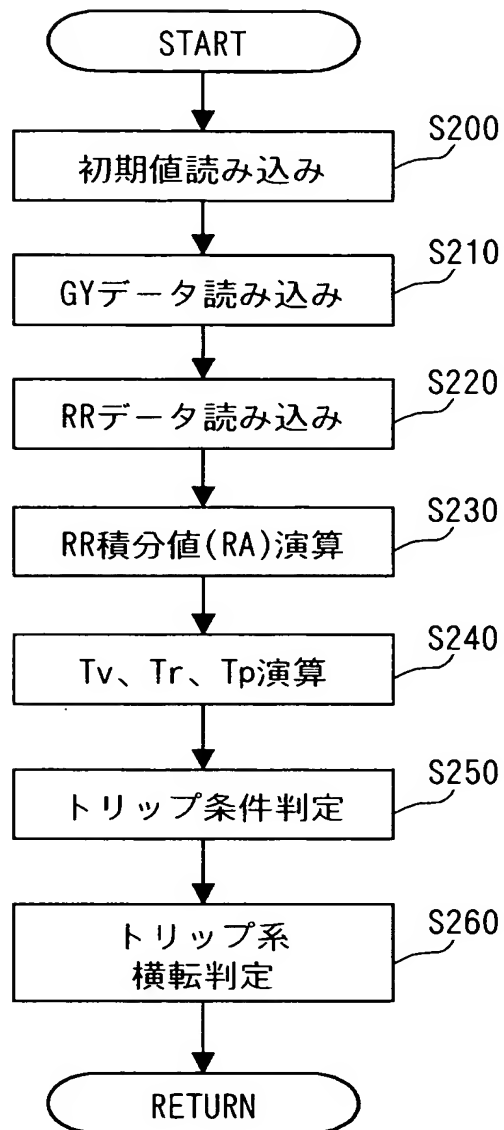 START
S200
初期値読み込み
S210
GYデータ読み込み
S220
RRデータ読み込み
S230
RR積分値(RA)演算
S240
Tv、Tr、Tp演算
S250
トリップ条件判定
S260
トリップ系
横転判定
RETURN